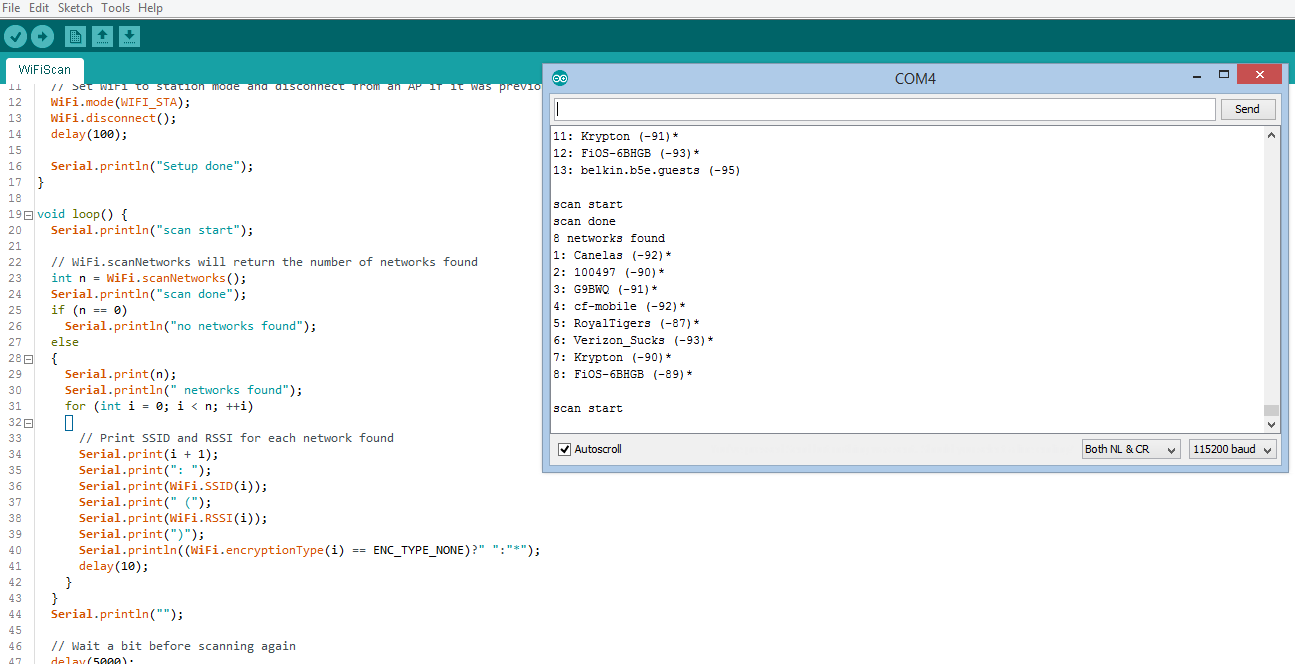 File Edit Sketch Tools Help
WiFiScan
11 // Set WiFi to station mode and disconnect from an AP if it was previo
12 WiFi.mode(WIFI_STA);
13 WiFi.disconnect();
14 delay(100);
15
16 Serial.println("Setup done");
17 }
18
19 void loop() {
20 Serial.println("scan start");
21
22 // WiFi.scanNetworks will return the number of networks found
23 int n = WiFi.scanNetworks();
24 Serial.println("scan done");
25 if (n == 0)
26 Serial.println("no networks found");
27 else
28 {
29 Serial.print(n);
30 Serial.println(" networks found");
31 for (int i = 0; i < n; ++i)
32 {
33 // Print SSID and RSSI for each network found
34 Serial.print(i + 1);
35 Serial.print(": ");
36 Serial.print(WiFi.SSID(i));
37 Serial.print(" (");
38 Serial.print(WiFi.RSSI(i));
39 Serial.print(")");
40 Serial.println((WiFi.encryptionType(i) == ENC_TYPE_NONE)?" ":"*");
41 delay(10);
42 }
43 }
44 Serial.println("");
45
46 // Wait a bit before scanning again
47 delay(5000);
COM4
Send
11: Krypton (-91)*
12: FiOS-6BHGB (-93)*
13: belkin.b5e.guests (-95)
scan start
scan done
8 networks found
1: Canelas (-92)*
2: 100497 (-90)*
3: G9BWQ (-91)*
4: cf-mobile (-92)*
5: RoyalTigers (-87)*
6: Verizon_Sucks (-93)*
7: Krypton (-90)*
8: FiOS-6BHGB (-89)*
scan start
Autoscroll
Both NL & CR
115200 baud